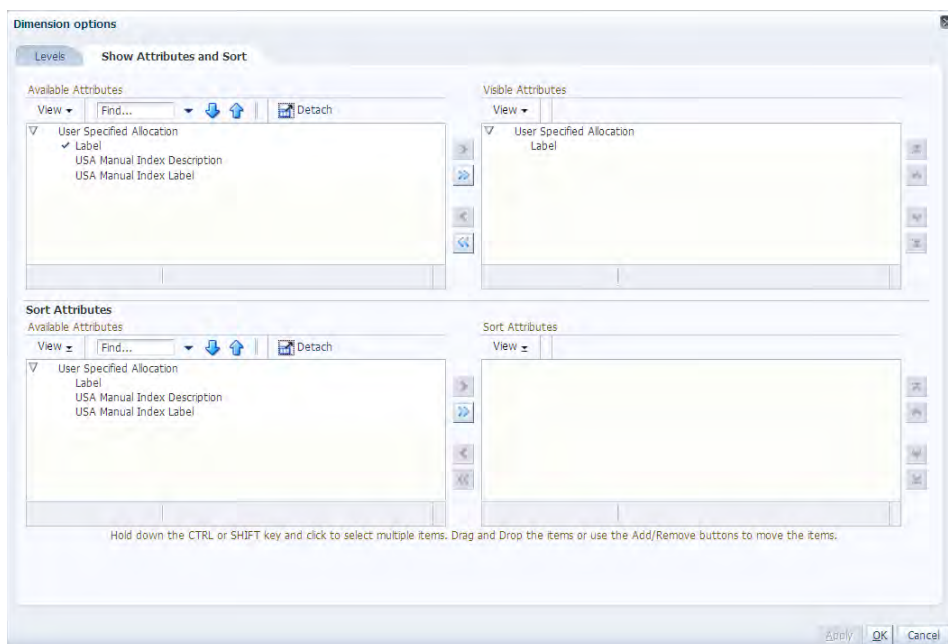 Dimension options
Levels Show Attributes and Sort
Available Attributes Visible Attributes
View Find... Detach View
User Specified Allocation User Specified Allocation
Label Label
USA Manual Index Description
USA Manual Index Label
Sort Attributes
Available Attributes Sort Attributes
View Find... Detach View
User Specified Allocation
Label
USA Manual Index Description
USA Manual Index Label
Hold down the CTRL or SHIFT key and click to select multiple items. Drag and Drop the items or use the Add/Remove buttons to move the items.
Apply OK Cancel